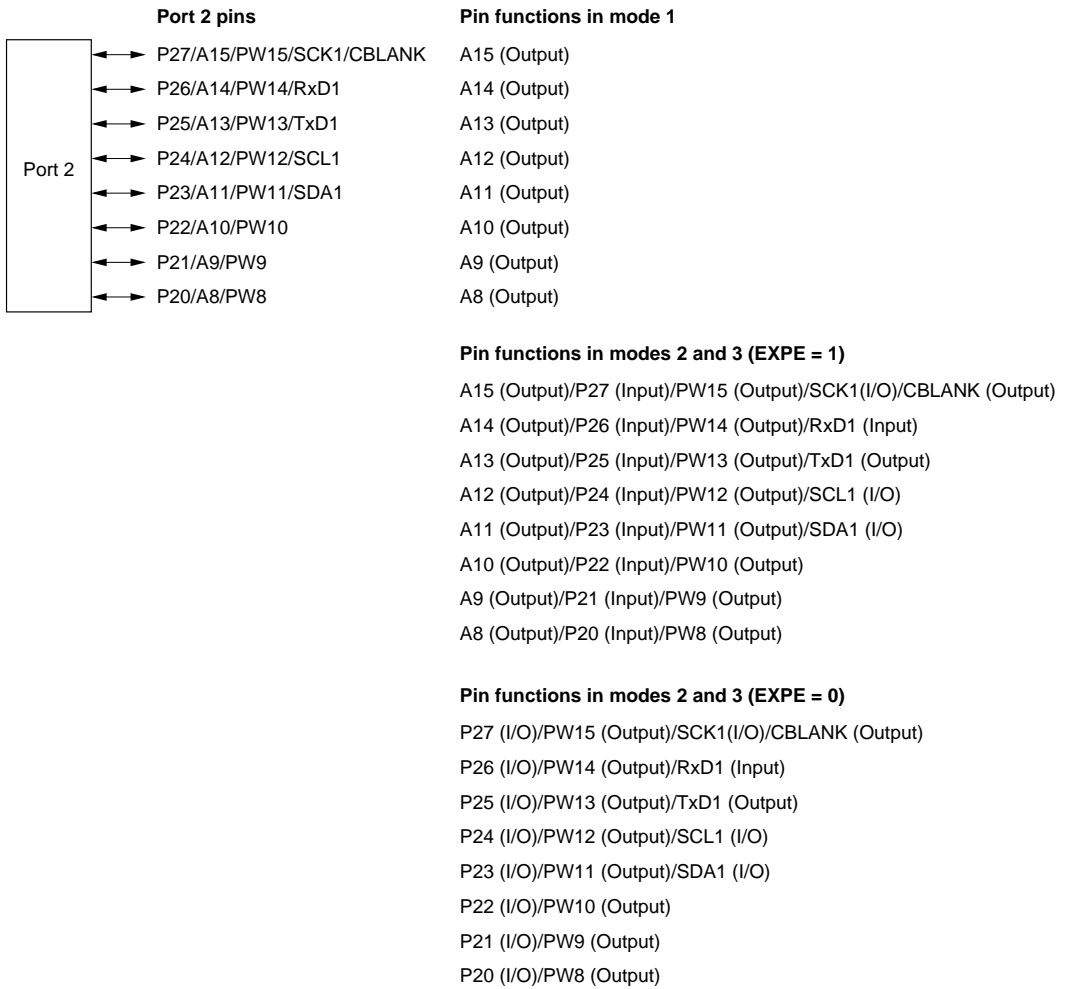 Port 2 pins Pin functions in mode 1
P27/A15/PW15/SCK1/CBLANK A15 (Output)
P26/A14/PW14/RxD1 A14 (Output)
P25/A13/PW13/TxD1 A13 (Output)
Port 2 P24/A12/PW12/SCL1 A12 (Output)
P23/A11/PW11/SDA1 A11 (Output)
P22/A10/PW10 A10 (Output)
P21/A9/PW9 A9 (Output)
P20/A8/PW8 A8 (Output)
Pin functions in modes 2 and 3 (EXPE = 1)
A15 (Output)/P27 (Input)/PW15 (Output)/SCK1(I/O)/CBLANK (Output)
A14 (Output)/P26 (Input)/PW14 (Output)/RxD1 (Input)
A13 (Output)/P25 (Input)/PW13 (Output)/TxD1 (Output)
A12 (Output)/P24 (Input)/PW12 (Output)/SCL1 (I/O)
A11 (Output)/P23 (Input)/PW11 (Output)/SDA1 (I/O)
A10 (Output)/P22 (Input)/PW10 (Output)
A9 (Output)/P21 (Input)/PW9 (Output)
A8 (Output)/P20 (Input)/PW8 (Output)
Pin functions in modes 2 and 3 (EXPE = 0)
P27 (I/O)/PW15 (Output)/SCK1(I/O)/CBLANK (Output)
P26 (I/O)/PW14 (Output)/RxD1 (Input)
P25 (I/O)/PW13 (Output)/TxD1 (Output)
P24 (I/O)/PW12 (Output)/SCL1 (I/O)
P23 (I/O)/PW11 (Output)/SDA1 (I/O)
P22 (I/O)/PW10 (Output)
P21 (I/O)/PW9 (Output)
P20 (I/O)/PW8 (Output)